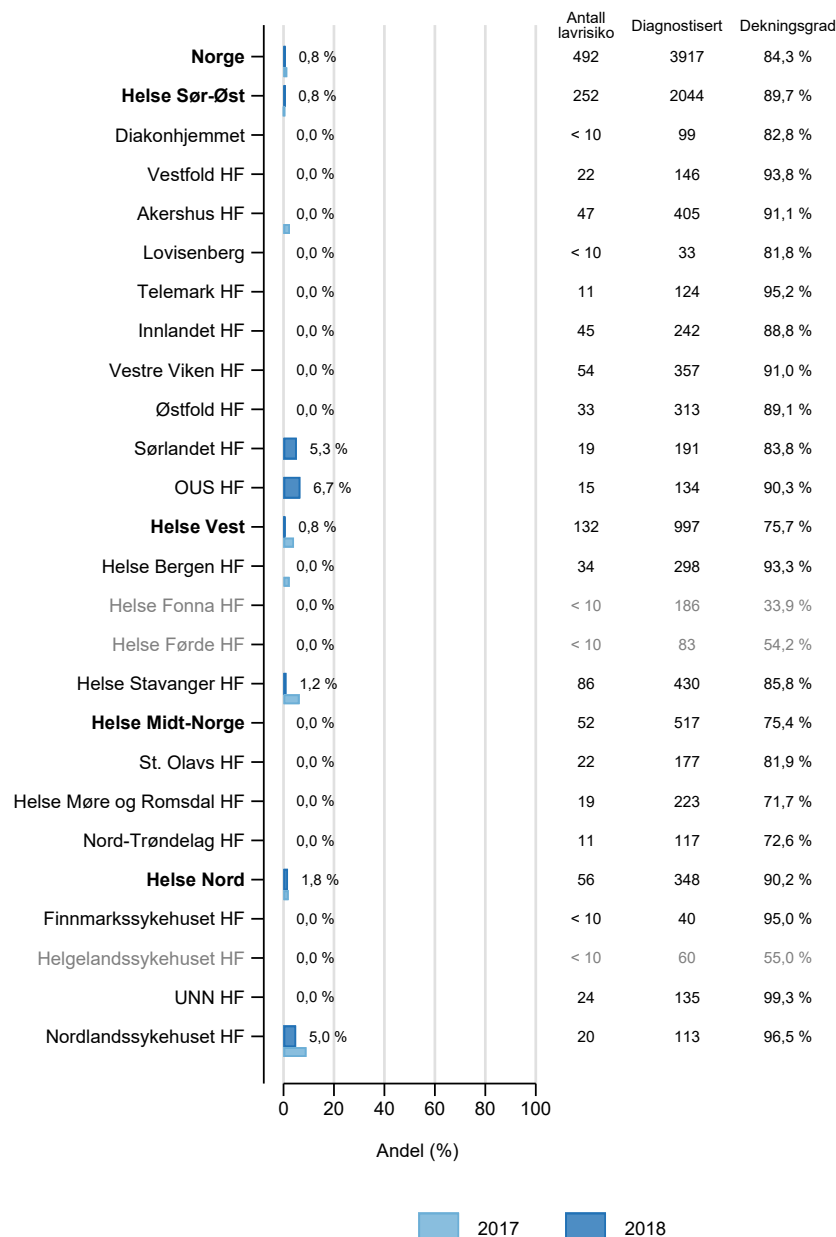 Antall lavrisiko Diagnostisert Dekningsgrad
Norge 0,8 % 492 3917 84,3 %
Helse Sør-Øst 0,8 % 252 2044 89,7 %
Diakonhjemmet 0,0 % < 10 99 82,8 %
Vestfold HF 0,0 % 22 146 93,8 %
Akershus HF 0,0 % 47 405 91,1 %
Lovisenberg 0,0 % < 10 33 81,8 %
Telemark HF 0,0 % 11 124 95,2 %
Innlandet HF 0,0 % 45 242 88,8 %
Vestre Viken HF 0,0 % 54 357 91,0 %
Østfold HF 0,0 % 33 313 89,1 %
Sørlandet HF 5,3 % 19 191 83,8 %
OUS HF 6,7 % 15 134 90,3 %
Helse Vest 0,8 % 132 997 75,7 %
Helse Bergen HF 0,0 % 34 298 93,3 %
Helse Fonna HF 0,0 % < 10 186 33,9 %
Helse Førde HF 0,0 % < 10 83 54,2 %
Helse Stavanger HF 1,2 % 86 430 85,8 %
Helse Midt-Norge 0,0 % 52 517 75,4 %
St. Olavs HF 0,0 % 22 177 81,9 %
Helse Møre og Romsdal HF 0,0 % 19 223 71,7 %
Nord-Trøndelag HF 0,0 % 11 117 72,6 %
Helse Nord 1,8 % 56 348 90,2 %
Finnmarkssykehuset HF 0,0 % < 10 40 95,0 %
Helgelandssykehuset HF 0,0 % < 10 60 55,0 %
UNN HF 0,0 % 24 135 99,3 %
Nordlandssykehuset HF 5,0 % 20 113 96,5 %
0 20 40 60 80 100
Andel (%)
2017 2018